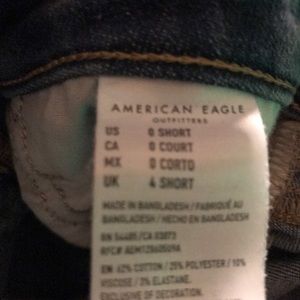 AMERICAN EAGLE
OUTFITTERS
US 0 SHORT
CA 0 COURT
MX 0 CORTO
UK 4 SHORT
MADE IN BANGLADESH / FABRIQUÉ AU
BANGLADESH / HECHO EN BANGLADESH
RN 54485/CA 03873
RFC#
EN 62% COTTON / 25% POLYESTER / 10%
VISCOSE / 3% ELASTANE.
EXCLUSIVE OF DECORATION.